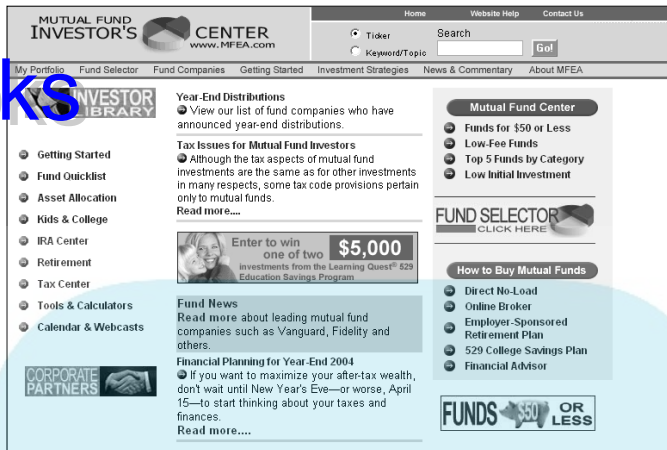 MUTUAL FUND
INVESTOR'S CENTER
www.MFEA.com
Home Website Help Contact Us
Ticker
Keyword/Topic
Search
Go!
My Portfolio Fund Selector Fund Companies Getting Started Investment Strategies News & Commentary About MFEA
ks
INVESTOR
LIBRARY
Getting Started
Fund Quicklist
Asset Allocation
Kids & College
IRA Center
Retirement
Tax Center
Tools & Calculators
Calendar & Webcasts
CORPORATE
PARTNERS
Year-End Distributions
View our list of fund companies who have
announced year-end distributions.
Tax Issues for Mutual Fund Investors
Although the tax aspects of mutual fund
investments are the same as for other investments
in many respects, some tax code provisions pertain
only to mutual funds.
Read more....
Enter to win
one of two $5,000
investments from the Learning Quest® 529
Education Savings Program
Fund News
Read more about leading mutual fund
companies such as Vanguard, Fidelity and
others.
Financial Planning for Year-End 2004
If you want to maximize your after-tax wealth,
don't wait until New Year's Eve—or worse, April
15—to start thinking about your taxes and
finances.
Read more....
Mutual Fund Center
Funds for $50 or Less
Low-Fee Funds
Top 5 Funds by Category
Low Initial Investment
FUND SELECTOR
CLICK HERE
How to Buy Mutual Funds
Direct No-Load
Online Broker
Employer-Sponsored
Retirement Plan
529 College Savings Plan
Financial Advisor
FUNDS $50 OR
LESS